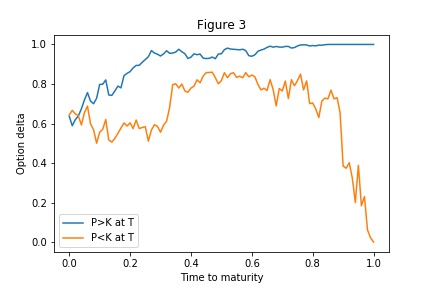 Figure 3
1.0
0.8
0.6
0.4
0.2
0.0
Option delta
P>K at T
P<K at T
0.0 0.2 0.4 0.6 0.8 1.0
Time to maturity